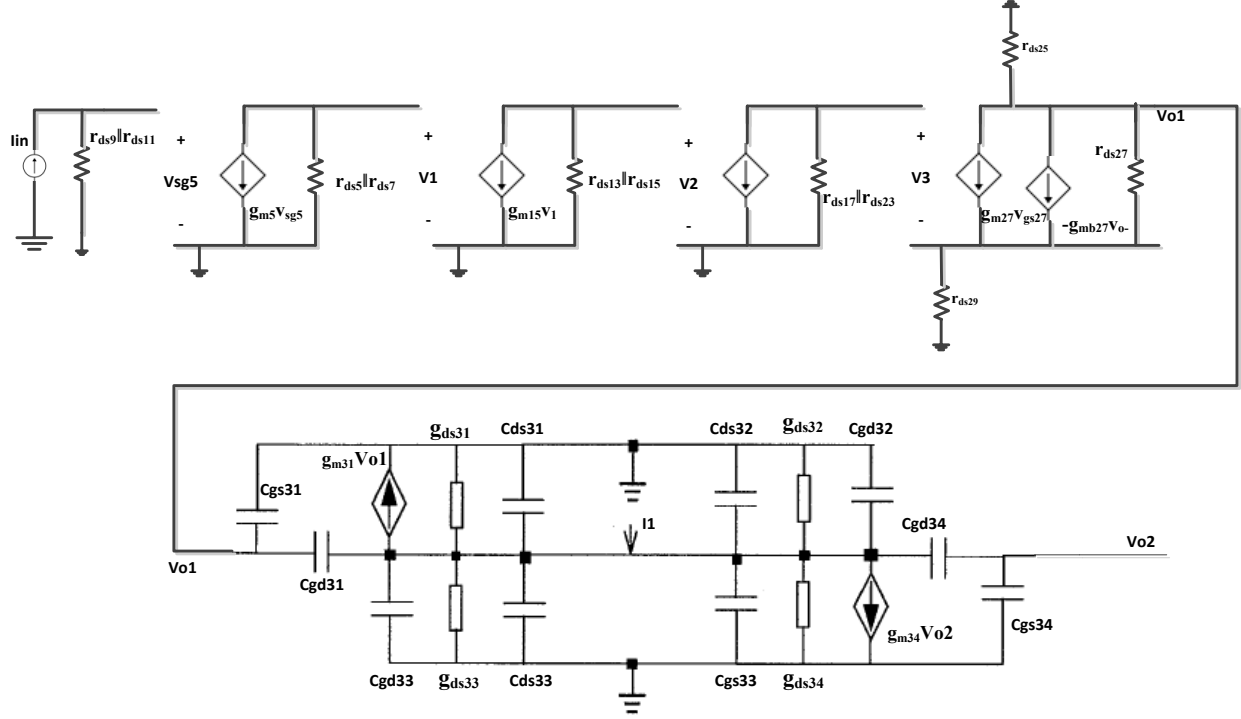 rds25
Iin
rds9||rds11
+
Vsg5
-
gm5vsg5
rds5||rds7
+
V1
-
gm15v1
rds13||rds15
+
V2
-
rds17||rds23
+
V3
-
gm27vgs27
-gmb27vo-
rds27
Vo1
rds29
gds31
Cds31
Cds32
gds32
Cgd32
gm31Vo1
Cgs31
I1
Cgd34
Vo1
Cgd31
Vo2
gm34Vo2
Cgs34
Cgd33
gds33
Cds33
Cgs33
gds34